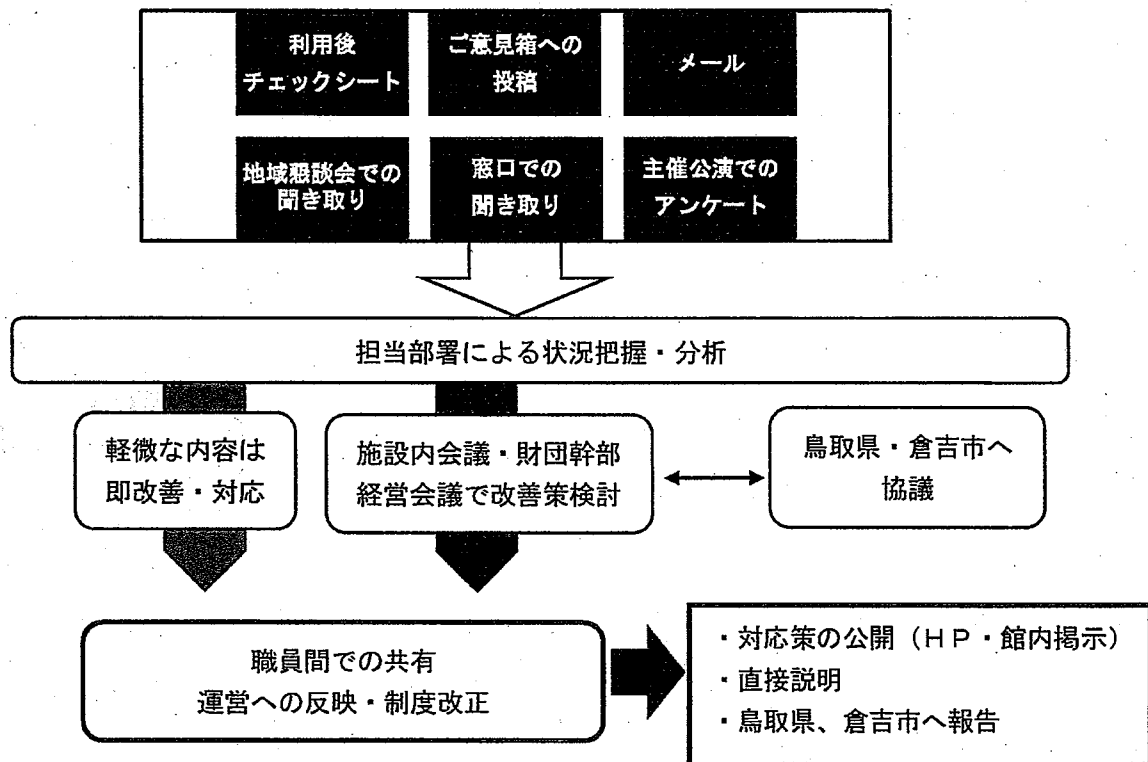 利用後
チェックシート
ご意見箱への
投稿
メール
地域懇談会での
聞き取り
窓口での
聞き取り
主催公演での
アンケート
担当部署による状況把握・分析
軽微な内容は
即改善・対応
施設内会議・財団幹部
経営会議で改善策検討
鳥取県・倉吉市へ
協議
職員間での共有
運営への反映・制度改正
・対応策の公開（ＨＰ・館内掲示）
・直接説明
・鳥取県、倉吉市へ報告